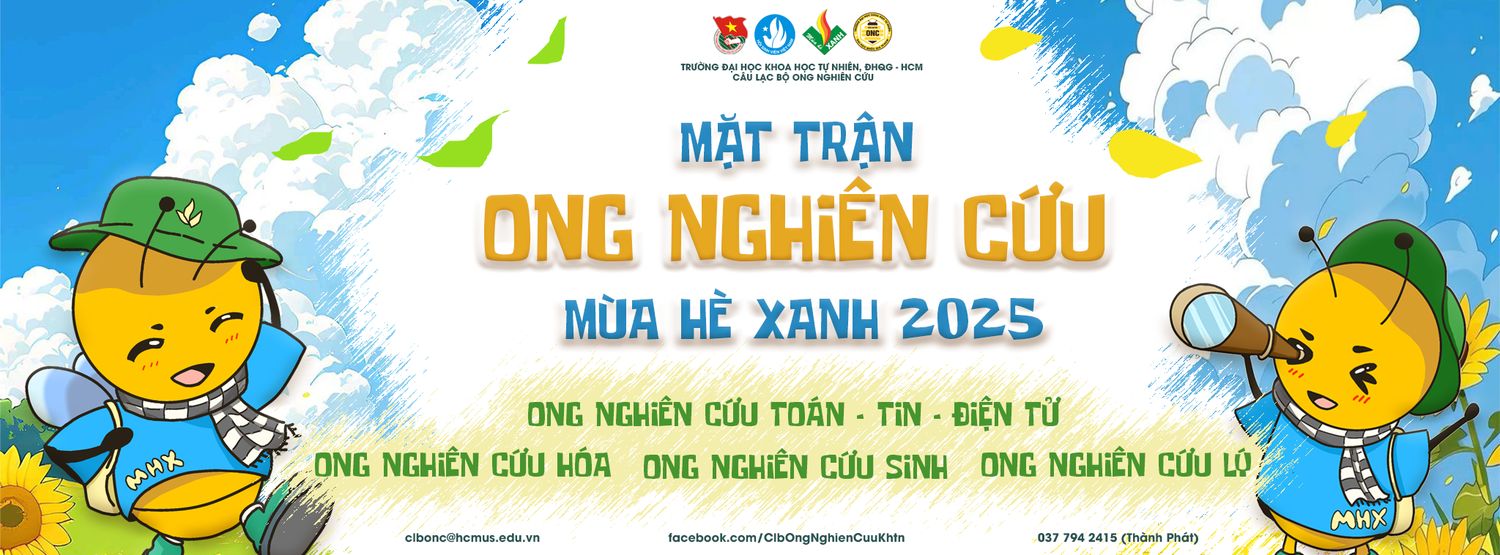 ONC
XANH
TRƯỜNG ĐẠI HỌC KHOA HỌC TỰ NHIÊN, ĐHQG - HCM
CÂU LẠC BỘ ONG NGHIÊN CỨU
MẶT TRẬN
ONG NGHIÊN CỨU
MÙA HÈ XANH 2025
ONG NGHIÊN CỨU TOÁN - TIN - ĐIỆN TỬ
ONG NGHIÊN CỨU HÓA ONG NGHIÊN CỨU SINH ONG NGHIÊN CỨU LÝ
MHX
MHX
clbonc@hcmus.edu.vn facebook.com/ClbOngNghienCuuKhtn 037 794 2415 (Thành Phát)